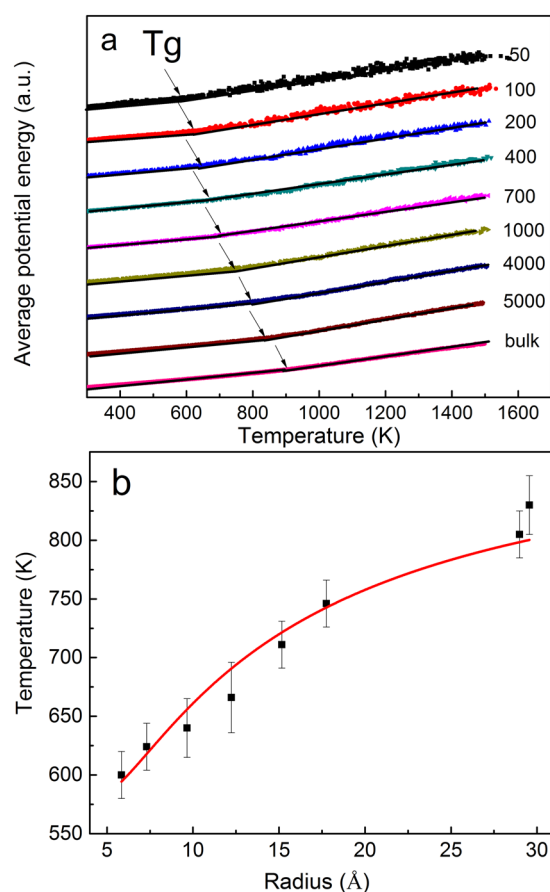 a
Tg
50
100
200
400
700
1000
4000
5000
bulk
Average potential energy (a.u.)
400 600 800 1000 1200 1400 1600
Temperature (K)
b
850
800
750
700
650
600
550
Temperature (K)
5 10 15 20 25 30
Radius (Å)